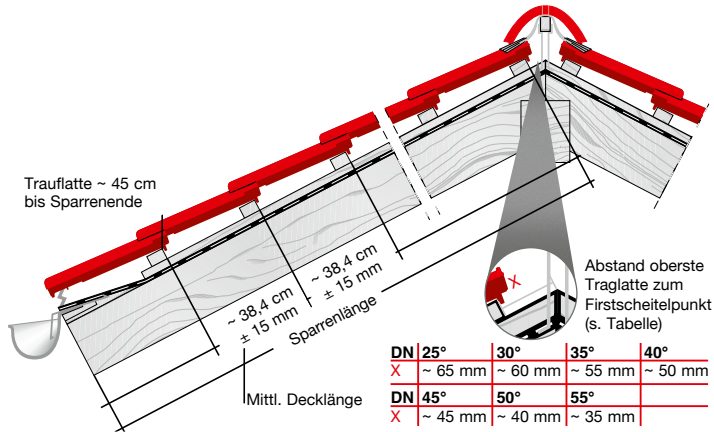 Trauflatte ~ 45 cm
bis Sparrenende
~ 38,4 cm
± 15 mm
~ 38,4 cm
± 15 mm
Sparrenlänge
Mittl. Decklänge
X
Abstand oberste
Traglatte zum
Firstscheitelpunkt
(s. Tabelle)
DN 25° 30° 35° 40°
X ~ 65 mm ~ 60 mm ~ 55 mm ~ 50 mm
DN 45° 50° 55°
X ~ 45 mm ~ 40 mm ~ 35 mm